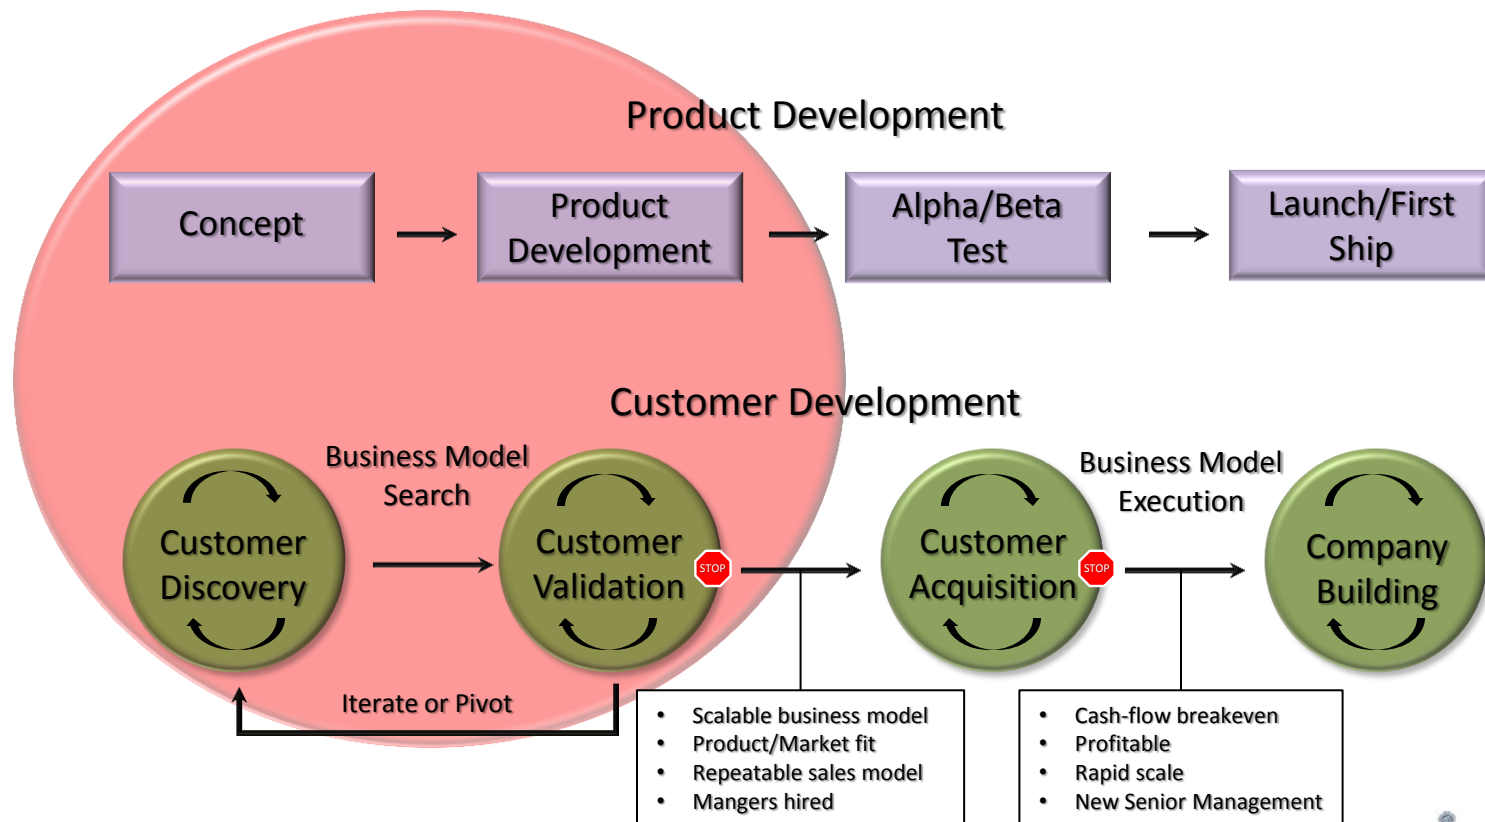 Product Development
Concept
Product
Development
Alpha/Beta
Test
Launch/First
Ship
Customer Development
Business Model
Search
Business Model
Execution
Customer
Discovery
Customer
Validation
STOP
Customer
Acquisition
STOP
Company
Building
Iterate or Pivot
• Scalable business model
• Product/Market fit
• Repeatable sales model
• Mangers hired
• Cash-flow breakeven
• Profitable
• Rapid scale
• New Senior Management